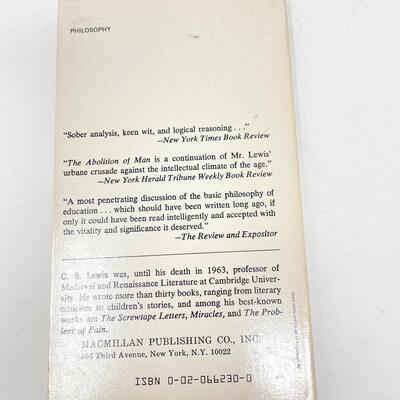 PHILOSOPHY
"Sober analysis, keen wit, and logical reasoning . . ."
—New York Times Book Review
"The Abolition of Man is a continuation of Mr. Lewis'
urbane crusade against the intellectual climate of the age."
—New York Herald Tribune Weekly Book Review
"A most penetrating discussion of the basic philosophy of
education . . . which should have been written long ago, if
only it could have been read intelligently and accepted with
the vitality and significance it deserved."
—The Review and Expositor
C. S. Lewis was, until his death in 1963, professor of
Medieval and Renaissance Literature at Cambridge Univer-
sity. He wrote more than thirty books, ranging from literary
criticism to children's stories, and among his best-known
works are The Screwtape Letters, Miracles, and The Prob-
lem of Pain.
MACMILLAN PUBLISHING CO., INC.
866 Third Avenue, New York, N.Y. 10022
ISBN 0-02-066230-0